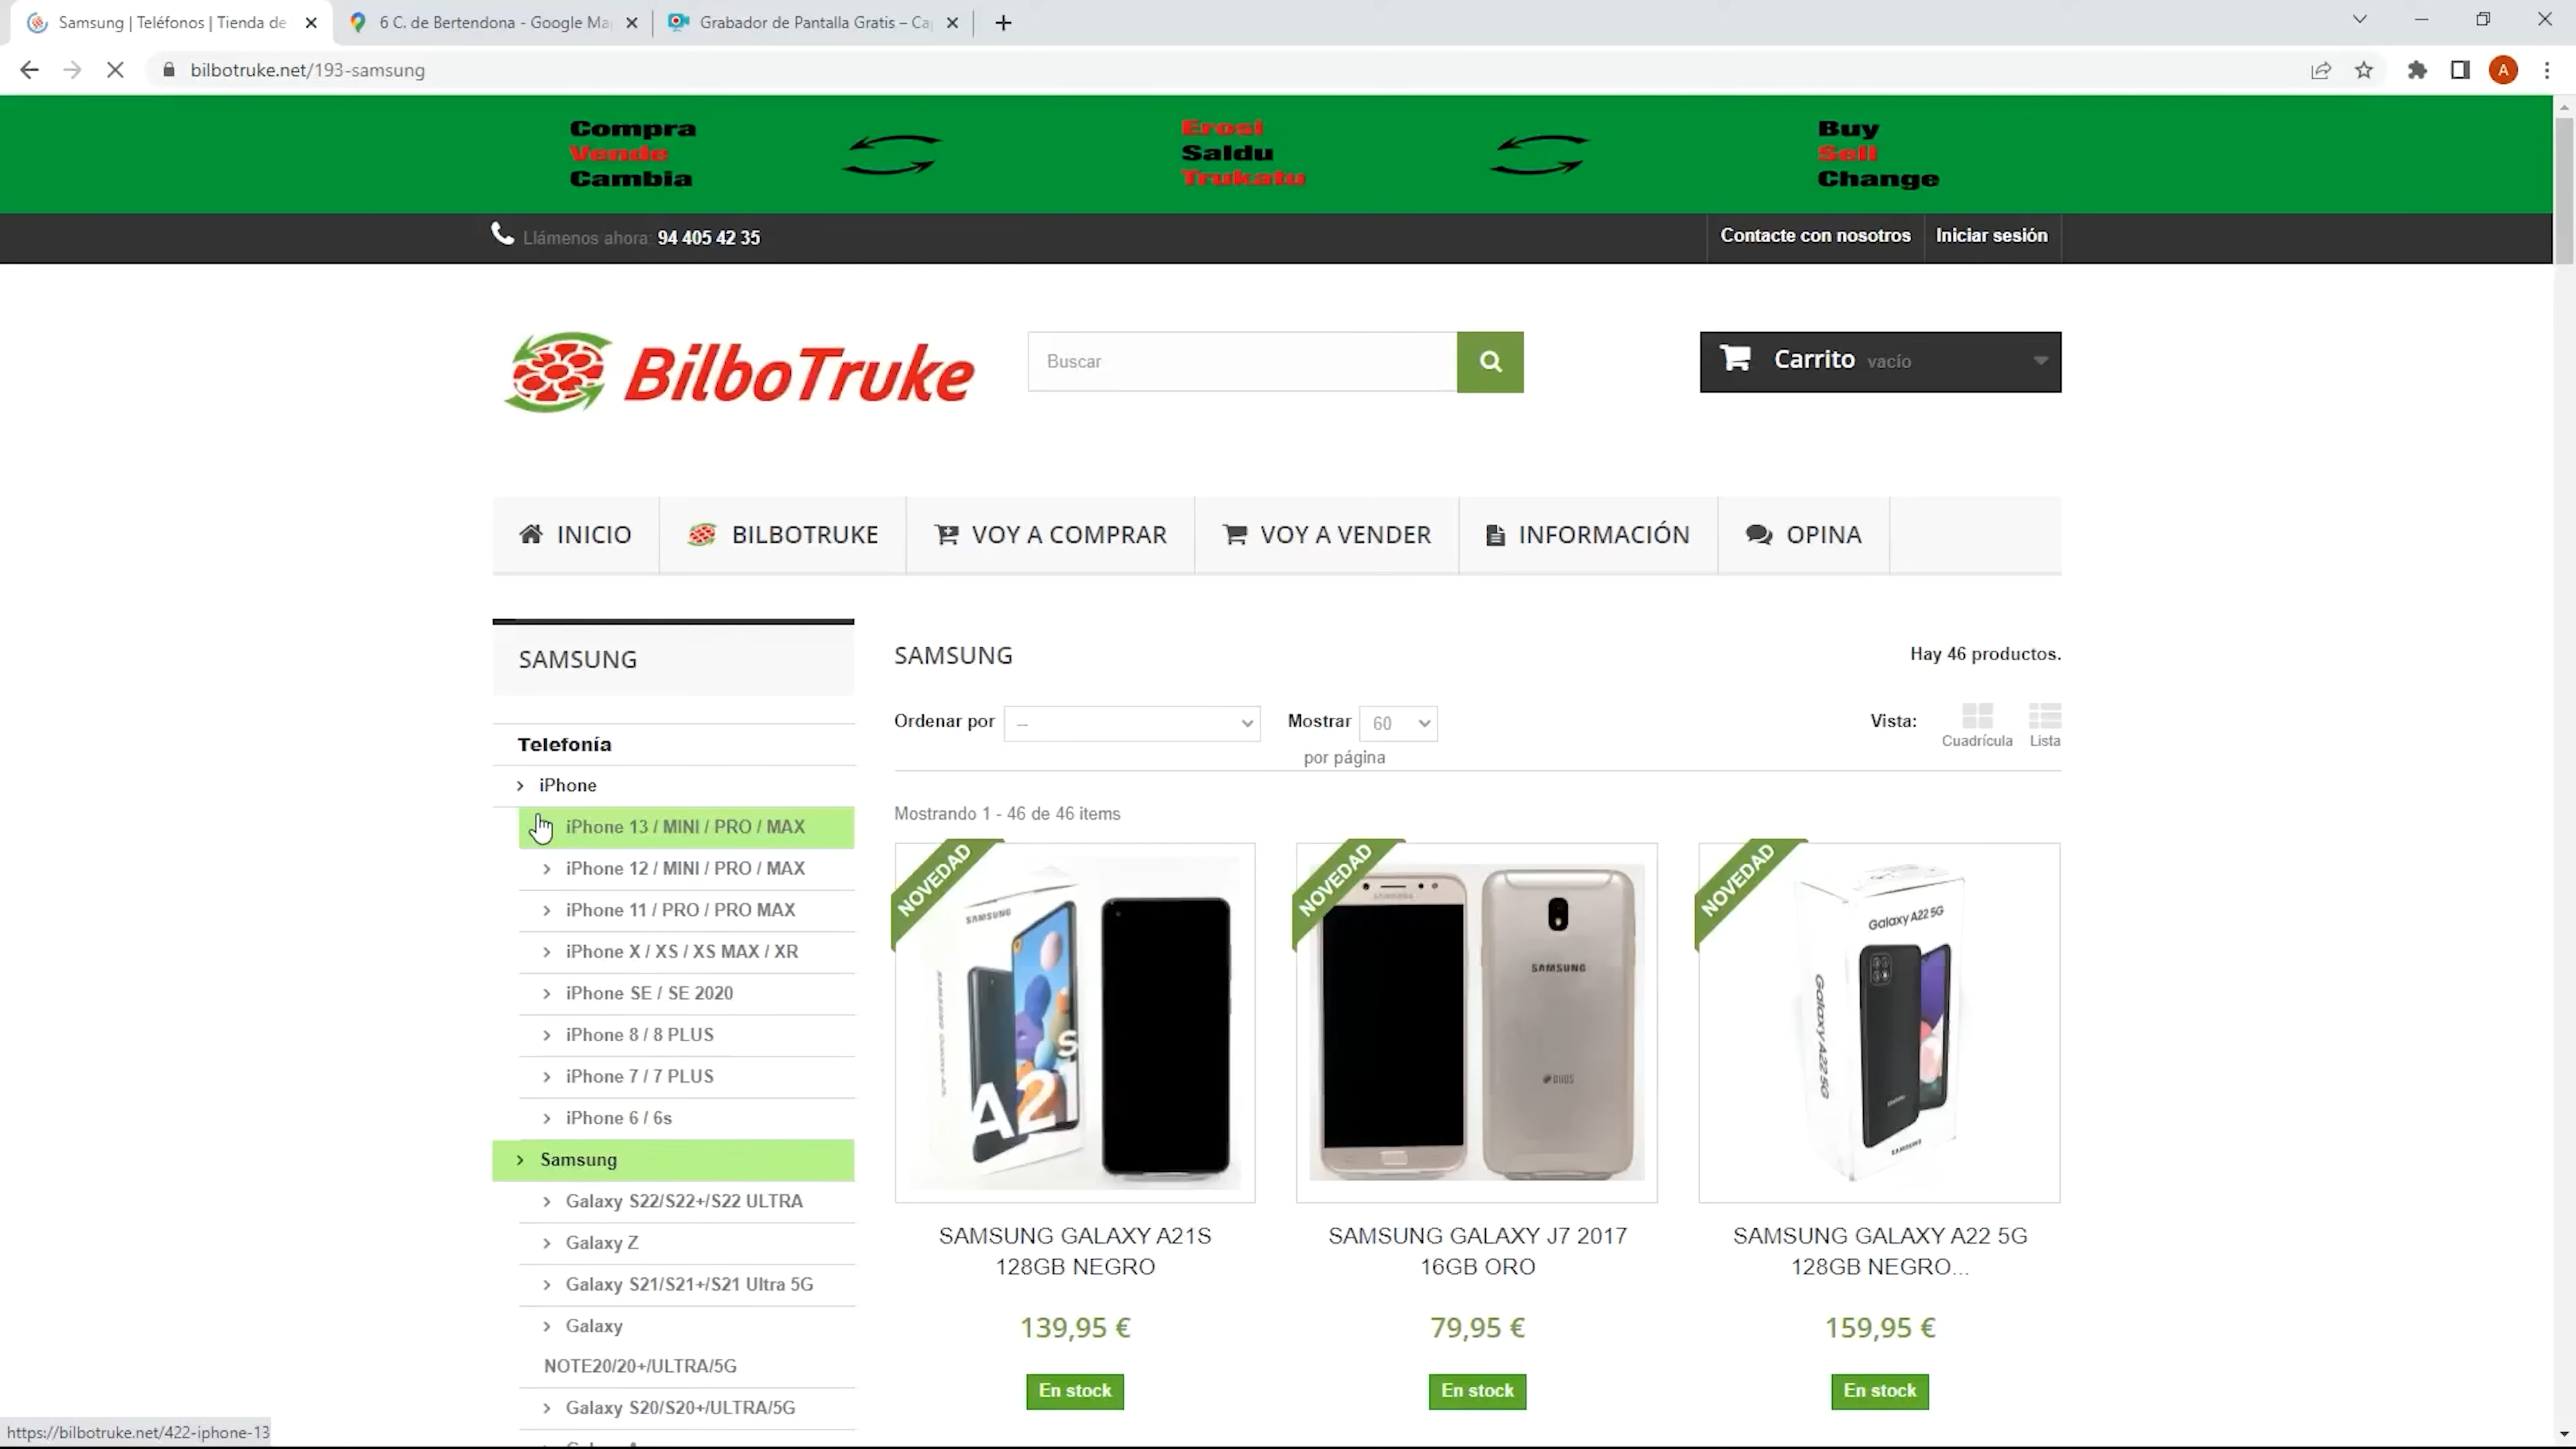 Samsung | Teléfonos | Tienda de
6 C. de Bertendona - Google Ma
Grabador de Pantalla Gratis – Ca
bilbotruke.net/193-samsung
A
Compra
Vende
Cambia
Erosi
Saldu
Trukatu
Buy
Sell
Change
Llámenos ahora: 94 405 42 35
Contacte con nosotros
Iniciar sesión
BilboTruke
Buscar
Carrito vacío
INICIO
BILBOTRUKE
VOY A COMPRAR
VOY A VENDER
INFORMACIÓN
OPINA
SAMSUNG
Telefonía
iPhone
iPhone 13 / MINI / PRO / MAX
iPhone 12 / MINI / PRO / MAX
iPhone 11 / PRO / PRO MAX
iPhone X / XS / XS MAX / XR
iPhone SE / SE 2020
iPhone 8 / 8 PLUS
iPhone 7 / 7 PLUS
iPhone 6 / 6s
Samsung
Galaxy S22/S22+/S22 ULTRA
Galaxy Z
Galaxy S21/S21+/S21 Ultra 5G
Galaxy
NOTE20/20+/ULTRA/5G
Galaxy S20/S20+/ULTRA/5G
SAMSUNG
Hay 46 productos.
Ordenar por --
Mostrar 60
por página
Vista:
Cuadrícula
Lista
Mostrando 1 - 46 de 46 items
NOVEDAD
SAMSUNG
A21
s
SAMSUNG GALAXY A21S
128GB NEGRO
139,95 €
En stock
NOVEDAD
SAMSUNG
SAMSUNG
DUOS
SAMSUNG GALAXY J7 2017
16GB ORO
79,95 €
En stock
NOVEDAD
Galaxy A22 5G
Galaxy A22 5G
SAMSUNG
SAMSUNG
SAMSUNG GALAXY A22 5G
128GB NEGRO...
159,95 €
En stock
https://bilbotruke.net/422-iphone-13